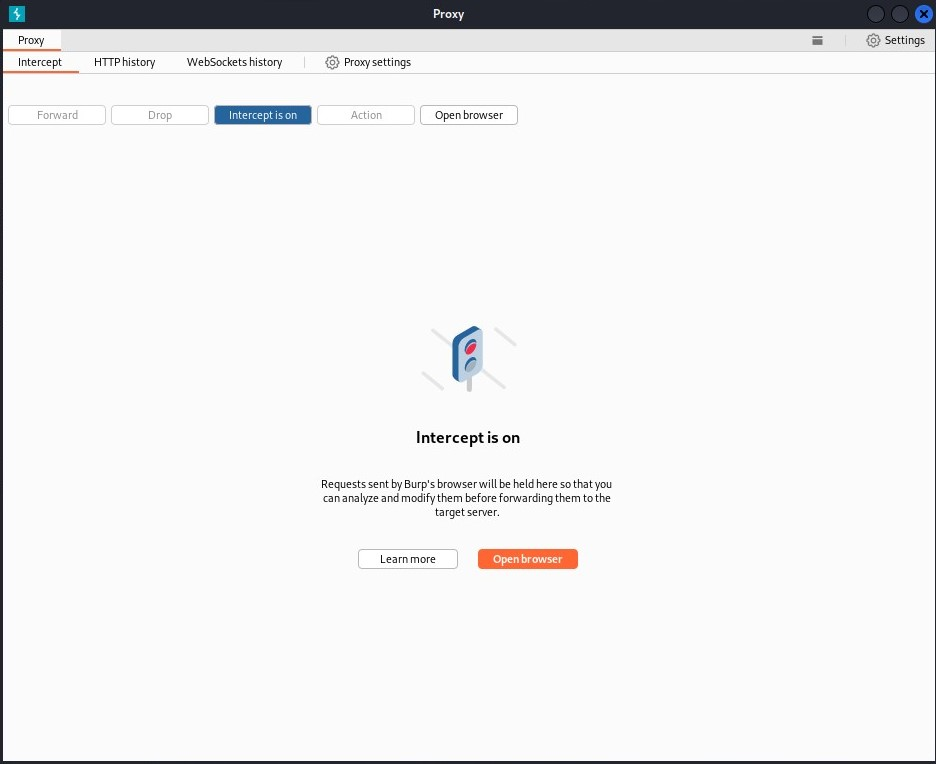 Proxy
Proxy
Settings
Intercept HTTP history WebSockets history Proxy settings
Forward Drop Intercept is on Action Open browser
Intercept is on
Requests sent by Burp's browser will be held here so that you
can analyze and modify them before forwarding them to the
target server.
Learn more Open browser